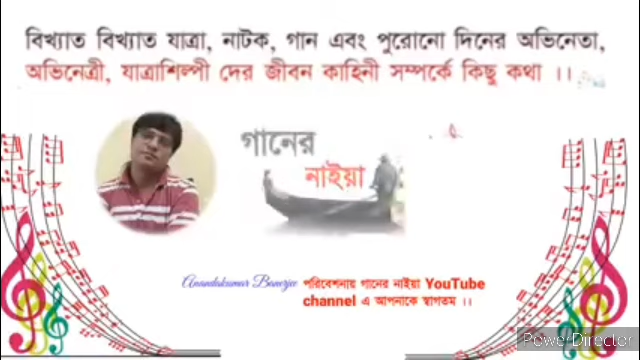 বিখ্যাত বিখ্যাত যাত্রা, নাটক, গান এবং পুরোনো দিনের অভিনেতা,
অভিনেত্রী, যাত্রাশিল্পী দের জীবন কাহিনী সম্পর্কে কিছু কথা ।।
গানের
নাইয়া
Anandakumar Banerjee পরিবেশনায় গানের নাইয়া YouTube
channel এ আপনাকে স্বাগতম ।।
PowerDirector